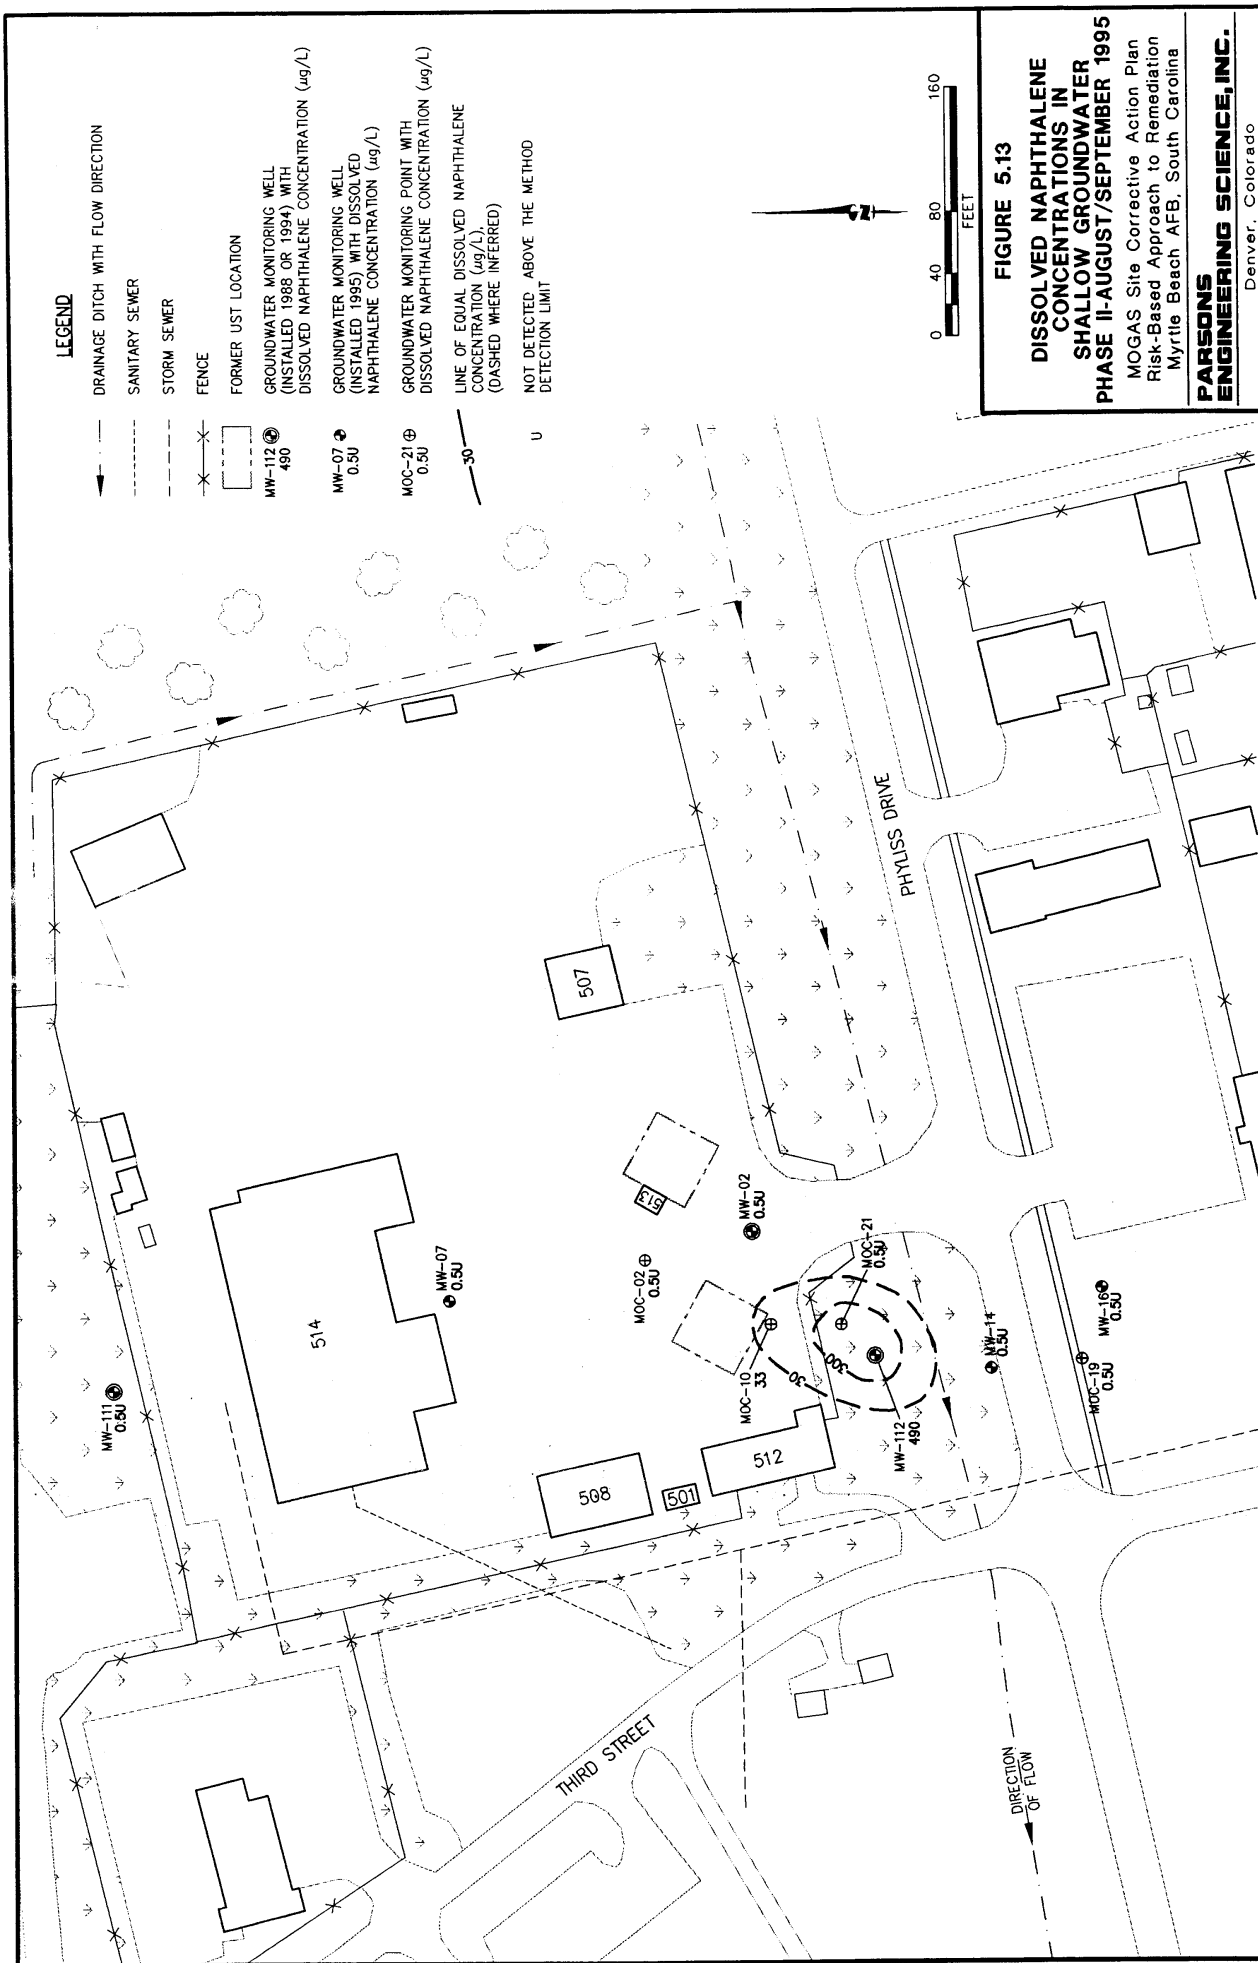 LEGEND
DRAINAGE DITCH WITH FLOW DIRECTION
SANITARY SEWER
STORM SEWER
FENCE
FORMER UST LOCATION
MW-112
490
GROUNDWATER MONITORING WELL
(INSTALLED 1988 OR 1994) WITH
DISSOLVED NAPHTHALENE CONCENTRATION (ug/L)
MW-07
0.5U
GROUNDWATER MONITORING WELL
(INSTALLED 1995) WITH DISSOLVED
NAPHTHALENE CONCENTRATION (ug/L)
MOC-21
0.5U
GROUNDWATER MONITORING POINT WITH
DISSOLVED NAPHTHALENE CONCENTRATION (ug/L)
30
LINE OF EQUAL DISSOLVED NAPHTHALENE
CONCENTRATION (ug/L),
(DASHED WHERE INFERRED)
U
NOT DETECTED ABOVE THE METHOD
DETECTION LIMIT
N
0 40 80 160
FEET
FIGURE 5.13
DISSOLVED NAPHTHALENE
CONCENTRATIONS IN
SHALLOW GROUNDWATER
PHASE II-AUGUST/SEPTEMBER 1995
MOGAS Site Corrective Action Plan
Risk-Based Approach to Remediation
Myrtle Beach AFB, South Carolina
PARSONS
ENGINEERING SCIENCE, INC.
Denver, Colorado
MW-111
0.5U
514
MW-07
0.5U
507
508
501
512
513
MOC-02
0.5U
MW-02
0.5U
MOC-10
33
30
300
MOC-21
0.5U
MW-112
490
MW-14
0.5U
MOC-19
0.5U
MW-16
0.5U
PHYLISS DRIVE
THIRD STREET
DIRECTION
OF FLOW